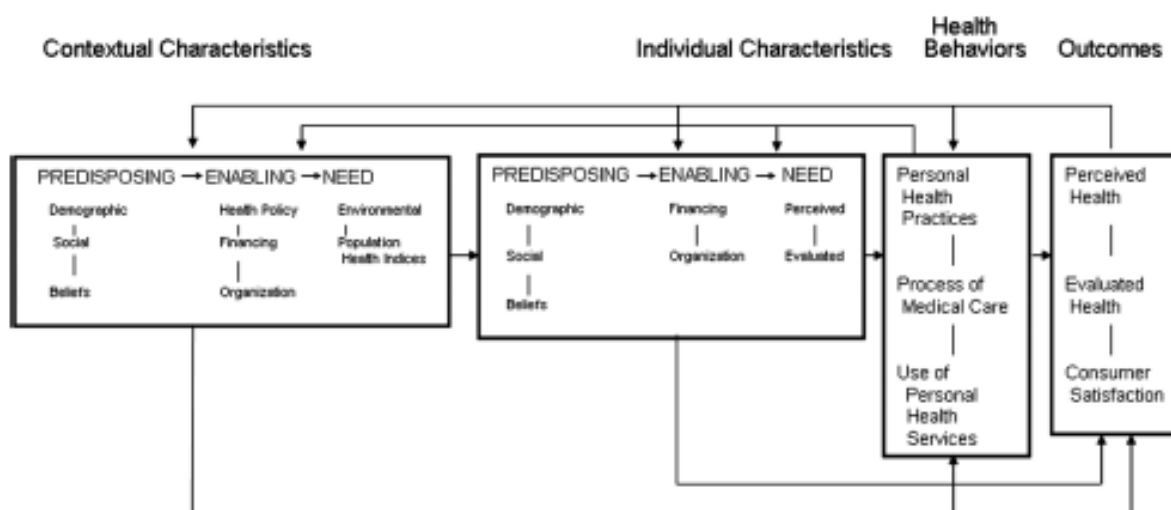 Contextual Characteristics
Individual Characteristics
Health
Behaviors
Outcomes
PREDISPOSING
ENABLING
NEED
Demographic
Health Policy
Environmental
Social
Financing
Population
Health Indices
Beliefs
Organization
PREDISPOSING
ENABLING
NEED
Demographic
Financing
Perceived
Social
Organization
Evaluated
Beliefs
Personal
Health
Practices
Process of
Medical Care
Use of
Personal
Health
Services
Perceived
Health
Evaluated
Health
Consumer
Satisfaction